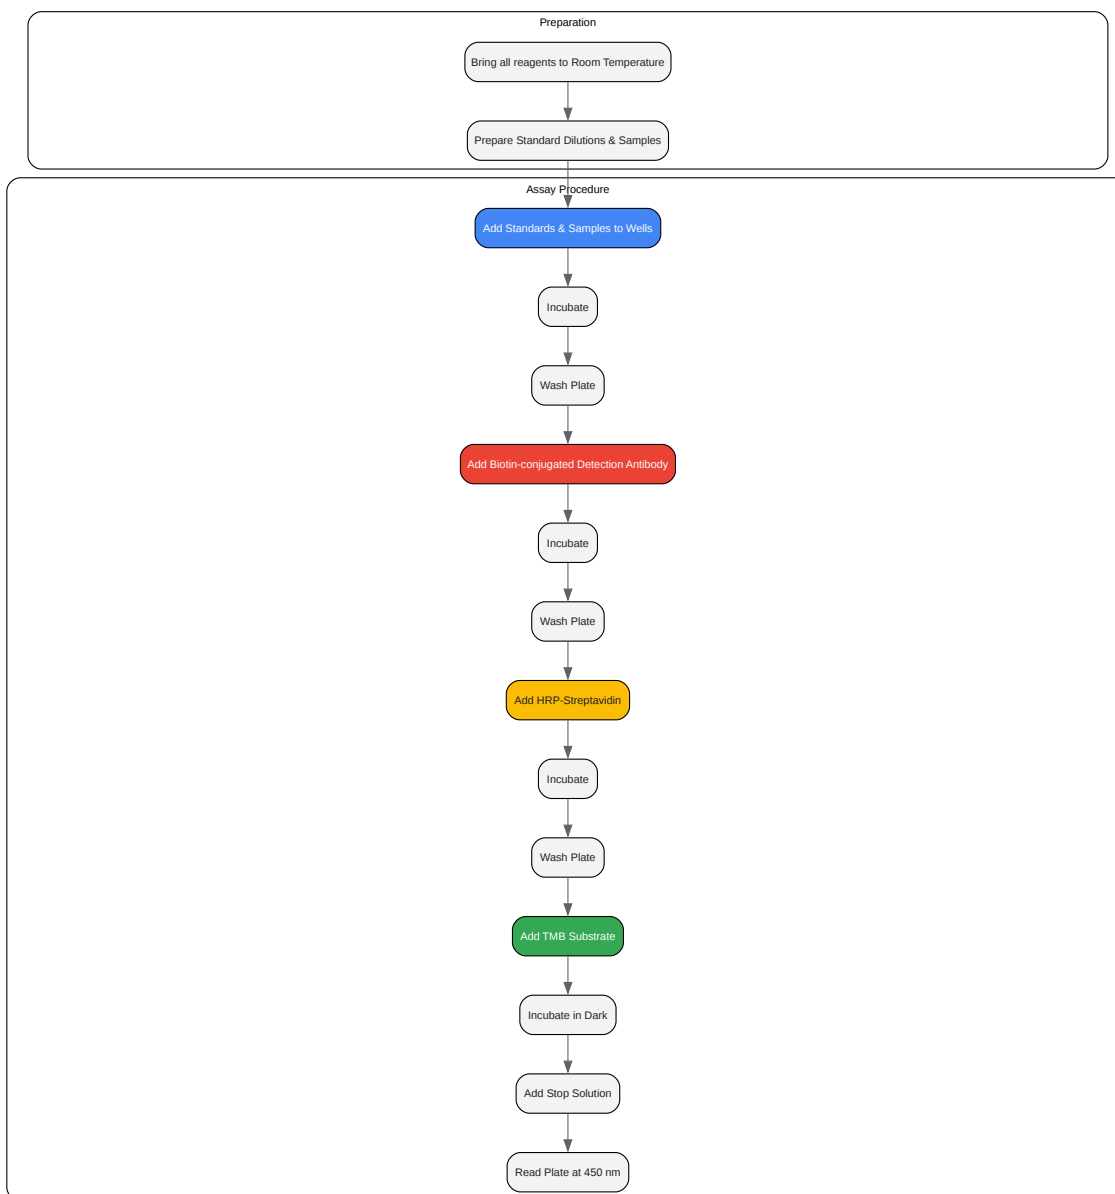 Preparation
Bring all reagents to Room Temperature
Prepare Standard Dilutions & Samples
Assay Procedure
Add Standards & Samples to Wells
Incubate
Wash Plate
Add Biotin-conjugated Detection Antibody
Incubate
Wash Plate
Add HRP-Streptavidin
Incubate
Wash Plate
Add TMB Substrate
Incubate in Dark
Add Stop Solution
Read Plate at 450 nm